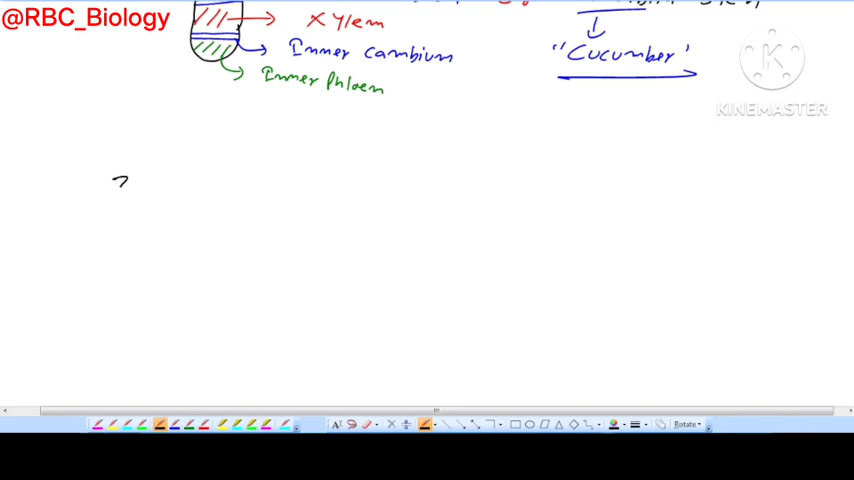 @RBC_Biology
Xylem
Inner Cambium
Inner Phloem
"Cucumber"
KINEMASTER
Rotate